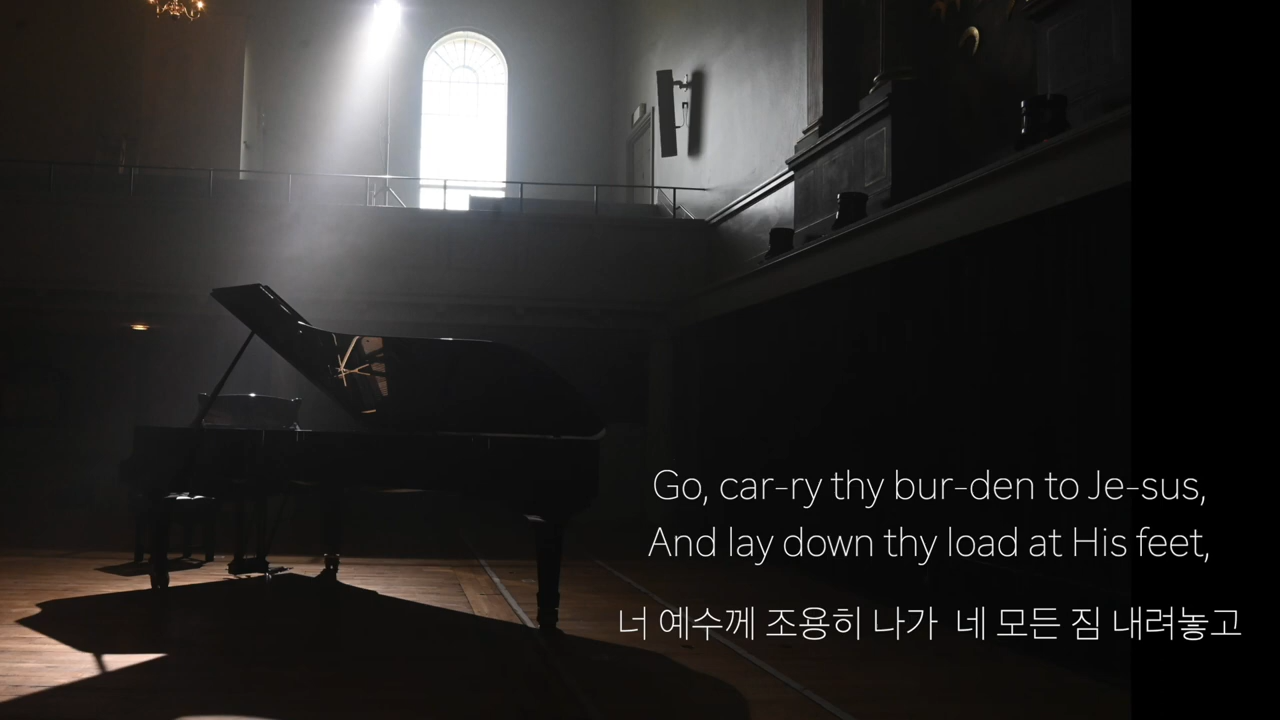 Go, car-ry thy bur-den to Je-sus,
And lay down thy load at His feet,
너 예수께 조용히 나가 네 모든 짐 내려놓고